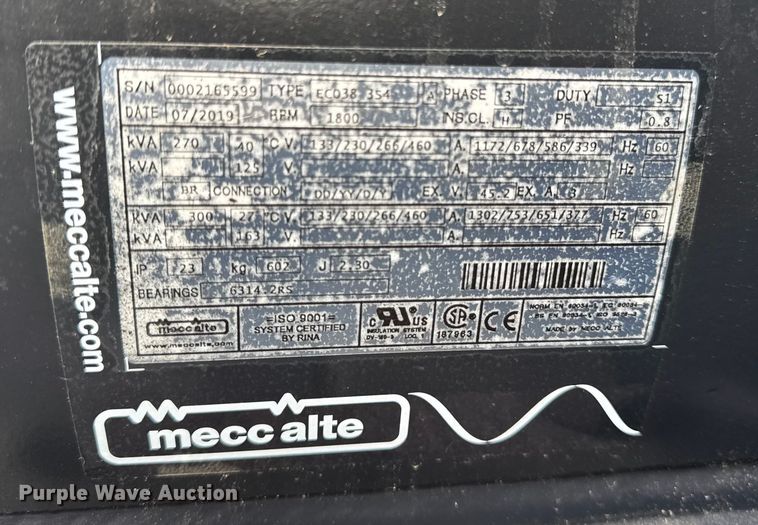 www.meccalte.com
S/N 0002165599 TYPE ECO38 3S4 A PHASE 3 DUTY S1
DATE 07/2019 RPM 1800 INS.CL. H PF 0.8
kVA 270 40 °C V. 133/230/266/460 A. 1172/678/586/339 Hz 60
kVA 125 V. A. Hz
BR CONNECTION DD/YY/D/Y EX. V. 45.2 EX. A. 3
kVA 300 27 °C V. 133/230/266/460 A. 1302/753/651/377 Hz 60
kVA 163 V. A. Hz
IP 23 kg 602 J 2.30
BEARINGS 6314.2RS
mecc alte
www.meccalte.com
=ISO 9001=
SYSTEM CERTIFIED
BY RINA
C US
INSULATION SYSTEM
187963
CE
MADE BY MECC ALTE
mecc alte
Purple Wave Auction